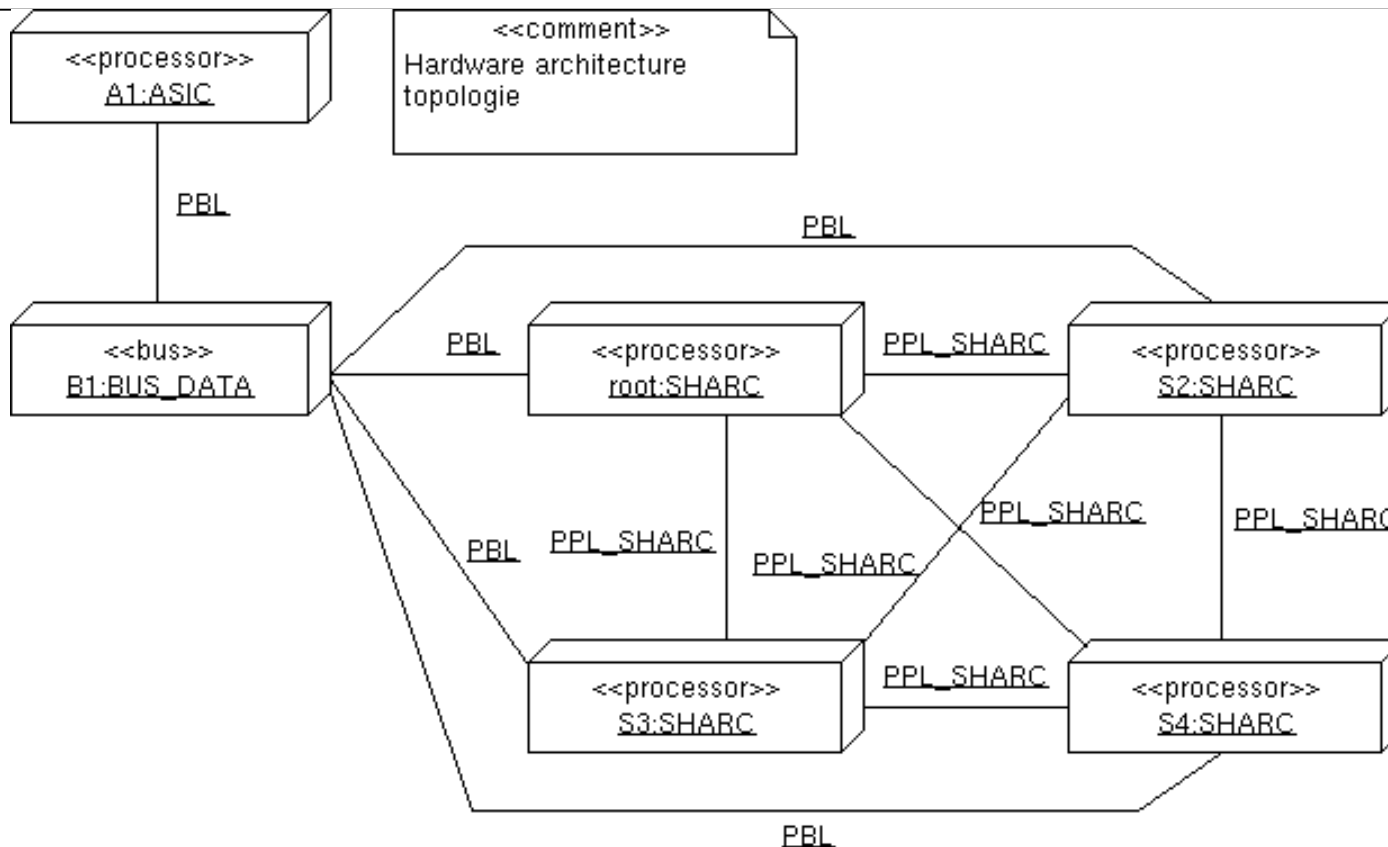 <<processor>>
A1:ASIC
<<comment>>
Hardware architecture
topologie
PBL
PBL
<<bus>>
B1:BUS_DATA
PBL
<<processor>>
root:SHARC
PPL_SHARC
<<processor>>
S2:SHARC
PBL
PPL_SHARC
PPL_SHARC
PPL_SHARC
PPL_SHARC
<<processor>>
S3:SHARC
PPL_SHARC
<<processor>>
S4:SHARC
PBL